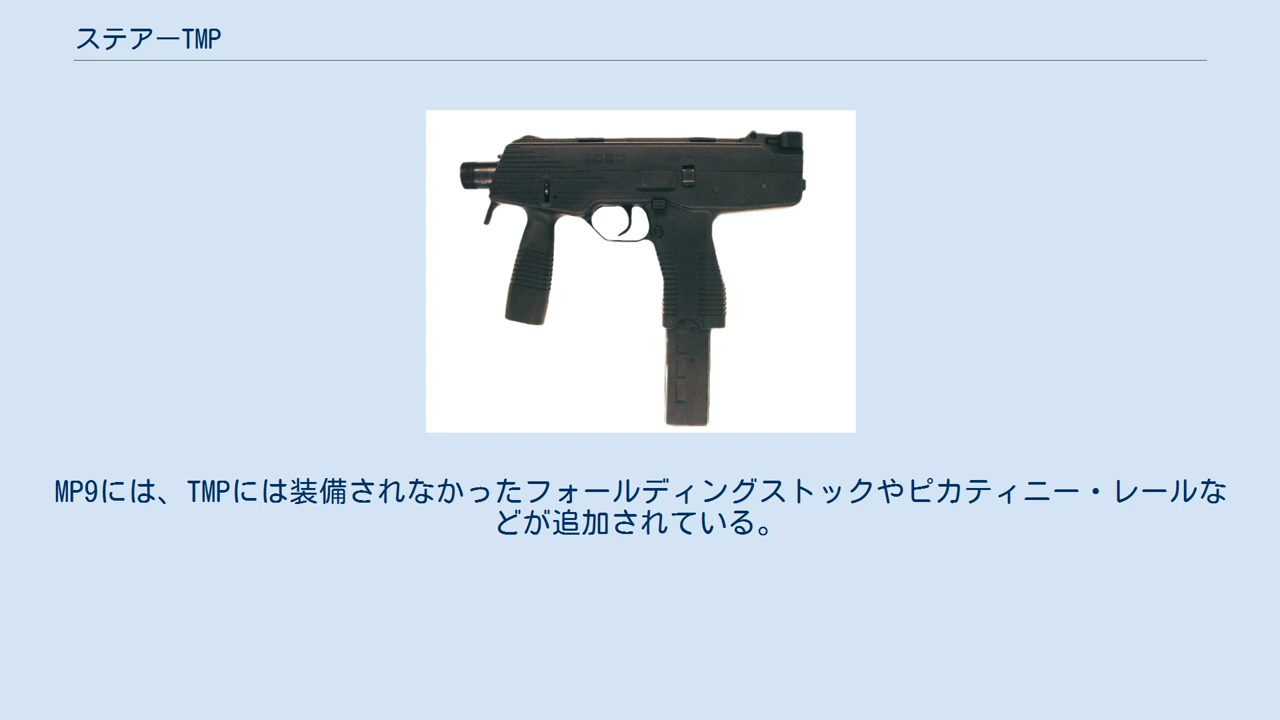 ステアーTMP
MP9には、TMPには装備されなかったフォールディングストックやピカティニー・レールな
どが追加されている。